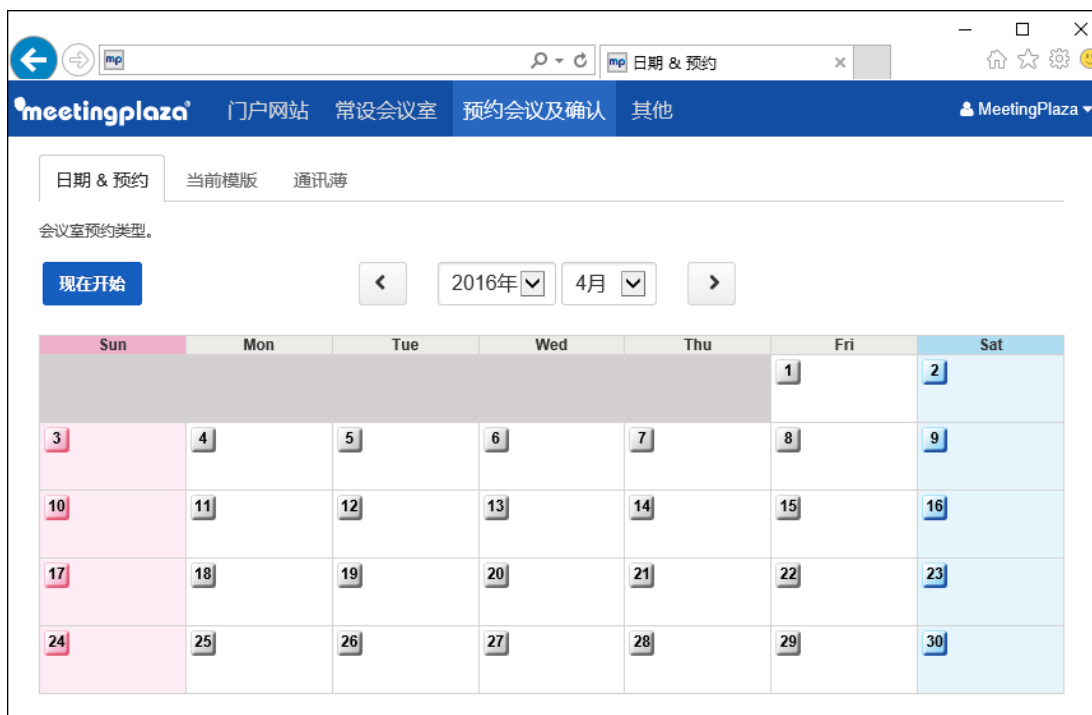 mp
mp 日期 & 预约
meetingplaza 门户网站 常设会议室 预约会议及确认 其他 MeetingPlaza
日期 & 预约 当前模版 通讯薄
会议室预约类型。
现在开始 2016年 4月
Sun Mon Tue Wed Thu Fri Sat
1 2
3 4 5 6 7 8 9
10 11 12 13 14 15 16
17 18 19 20 21 22 23
24 25 26 27 28 29 30